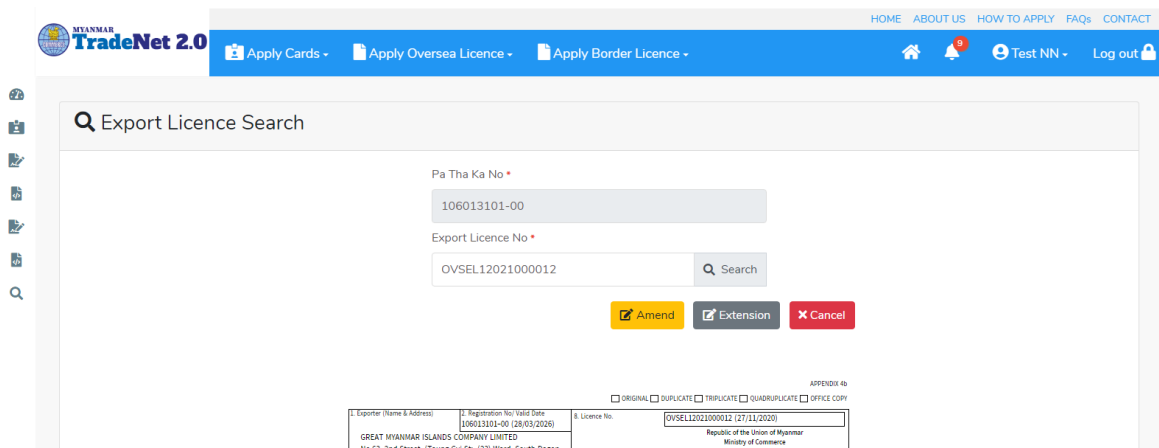 HOME ABOUT US HOW TO APPLY FAQs CONTACT
MYANMAR
TradeNet 2.0
Apply Cards
Apply Oversea Licence
Apply Border Licence
9
Test NN
Log out
Export Licence Search
Pa Tha Ka No *
106013101-00
Export Licence No *
OVSEL12021000012
Search
Amend
Extension
Cancel
APPENDIX 4b
ORIGINAL DUPLICATE TRIPLICATE QUADRUPLICATE OFFICE COPY
1. Exporter (Name & Address)
2. Registration No/ Valid Date
106013101-00 (28/03/2026)
8. Licence No.
OVSEL12021000012 (27/11/2020)
GREAT MYANMAR ISLANDS COMPANY LIMITED
Republic of the Union of Myanmar
Ministry of Commerce